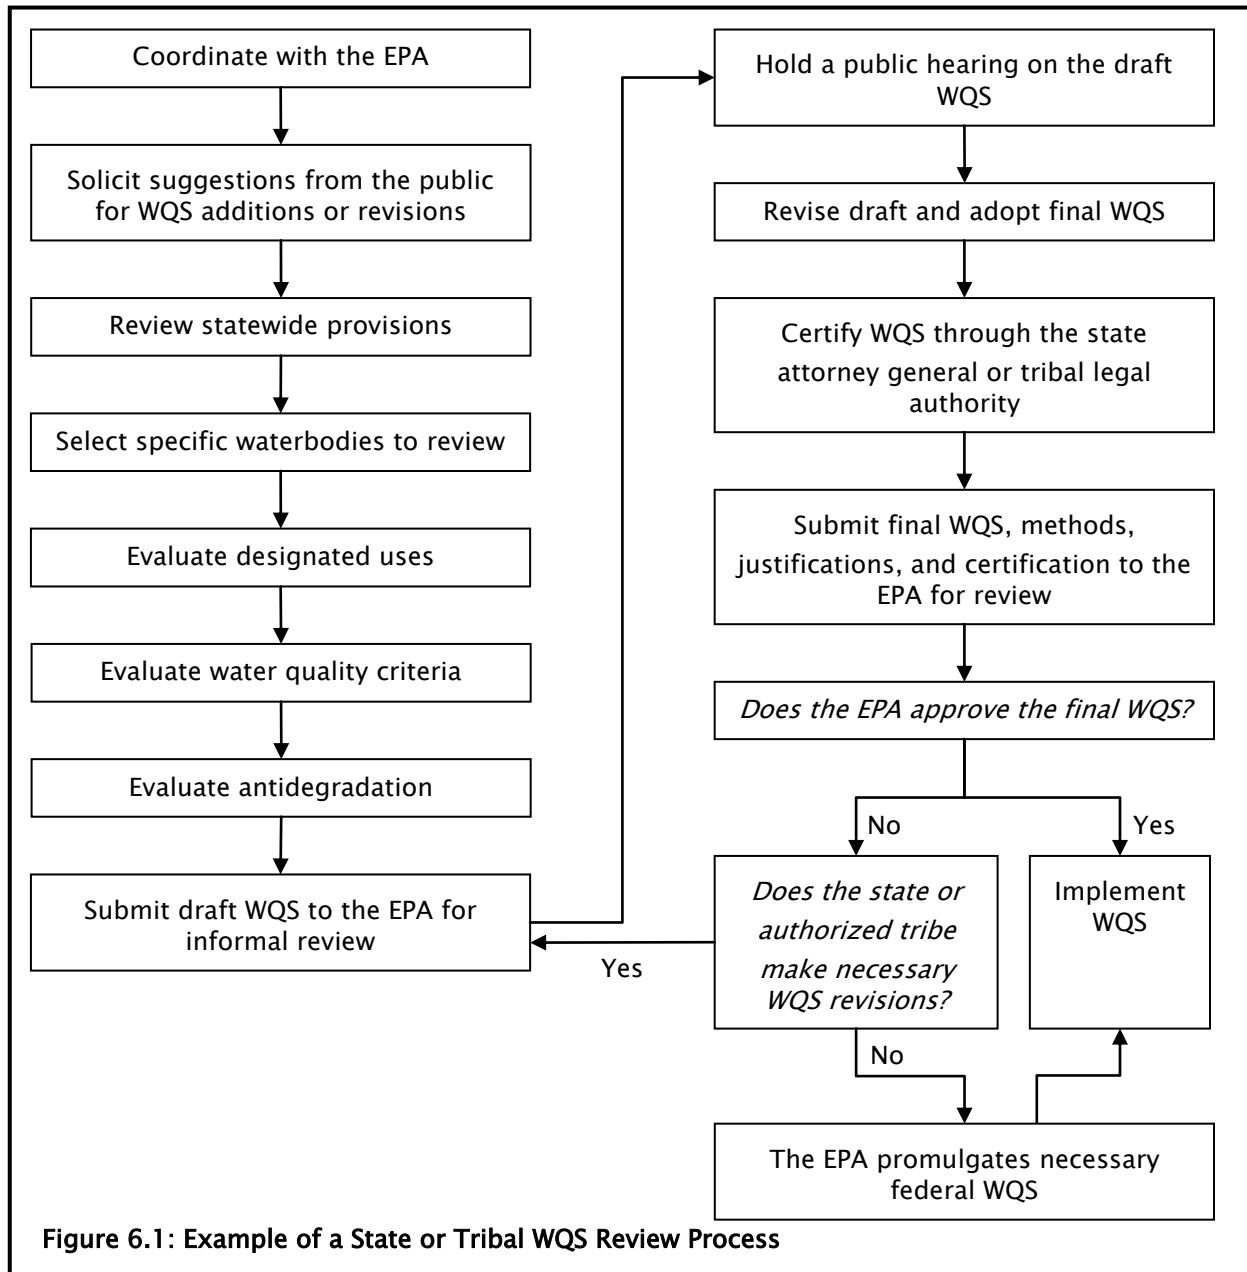 Coordinate with the EPA
Solicit suggestions from the public
for WQS additions or revisions
Review statewide provisions
Select specific waterbodies to review
Evaluate designated uses
Evaluate water quality criteria
Evaluate antidegradation
Submit draft WQS to the EPA for
informal review
Hold a public hearing on the draft
WQS
Revise draft and adopt final WQS
Certify WQS through the state
attorney general or tribal legal
authority
Submit final WQS, methods,
justifications, and certification to the
EPA for review
Does the EPA approve the final WQS?
No
Yes
Does the state or
authorized tribe
make necessary
WQS revisions?
Implement
WQS
Yes
No
The EPA promulgates necessary
federal WQS
Figure 6.1: Example of a State or Tribal WQS Review Process